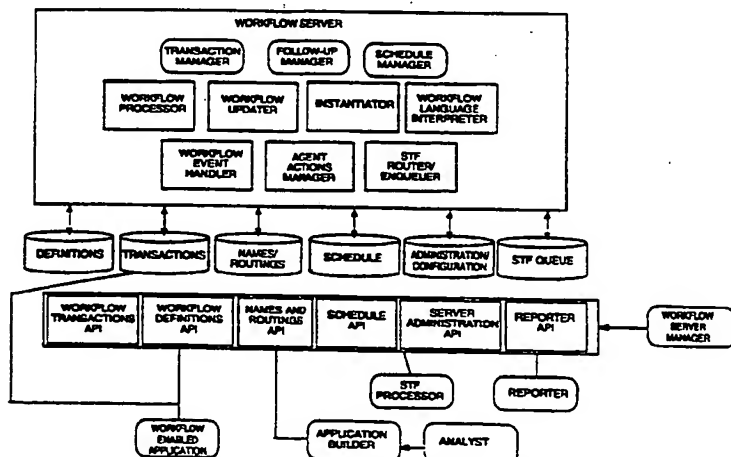 WORKFLOW SERVER
TRANSACTION
MANAGER
FOLLOW-UP
MANAGER
SCHEDULE
MANAGER
WORKFLOW
PROCESSOR
WORKFLOW
UPDATER
INSTANTIATOR
WORKFLOW
LANGUAGE
INTERPRETER
WORKFLOW
EVENT
HANDLER
AGENT
ACTIONS
MANAGER
STF
ROUTER/
ENQUEUER
DEFINITIONS
TRANSACTIONS
NAMES/
ROUTINGS
SCHEDULE
ADMINISTRATION/
CONFIGURATION
STF QUEUE
WORKFLOW
TRANSACTIONS
API
WORKFLOW
DEFINITIONS
API
NAMES AND
ROUTINGS
API
SCHEDULE
API
SERVER
ADMINISTRATION
API
REPORTER
API
WORKFLOW
SERVER
MANAGER
STF
PROCESSOR
REPORTER
WORKFLOW
ENABLED
APPLICATION
APPLICATION
BUILDER
ANALYST